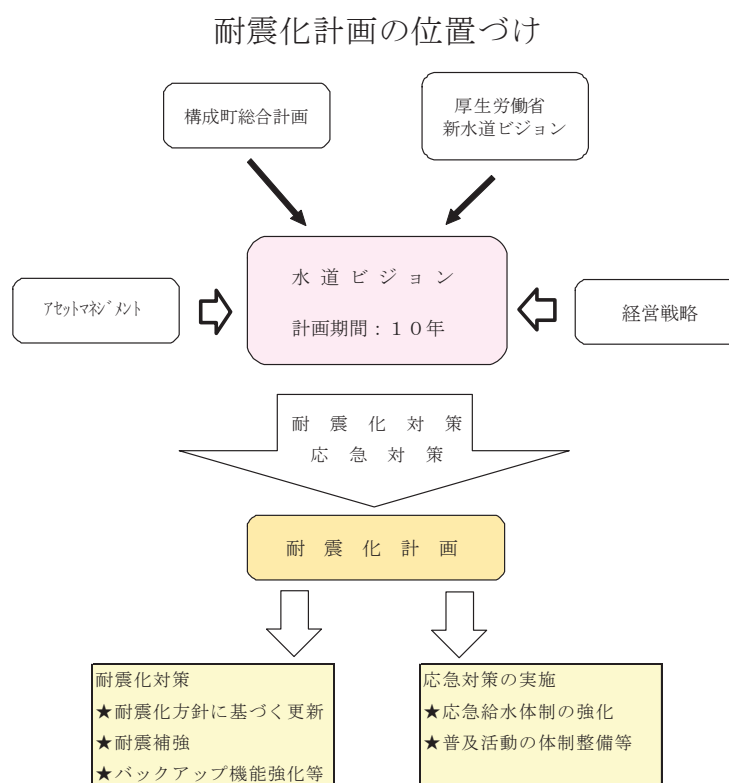 耐震化計画の位置づけ
構成町総合計画
厚生労働省
新水道ビジョン
水道ビジョン
計画期間：１０年
ｱｾｯﾄﾏﾈｼﾞﾒﾝﾄ
経営戦略
耐震化対策
応急対策
耐震化計画
耐震化対策
★耐震化方針に基づく更新
★耐震補強
★バックアップ機能強化等
応急対策の実施
★応急給水体制の強化
★普及活動の体制整備等